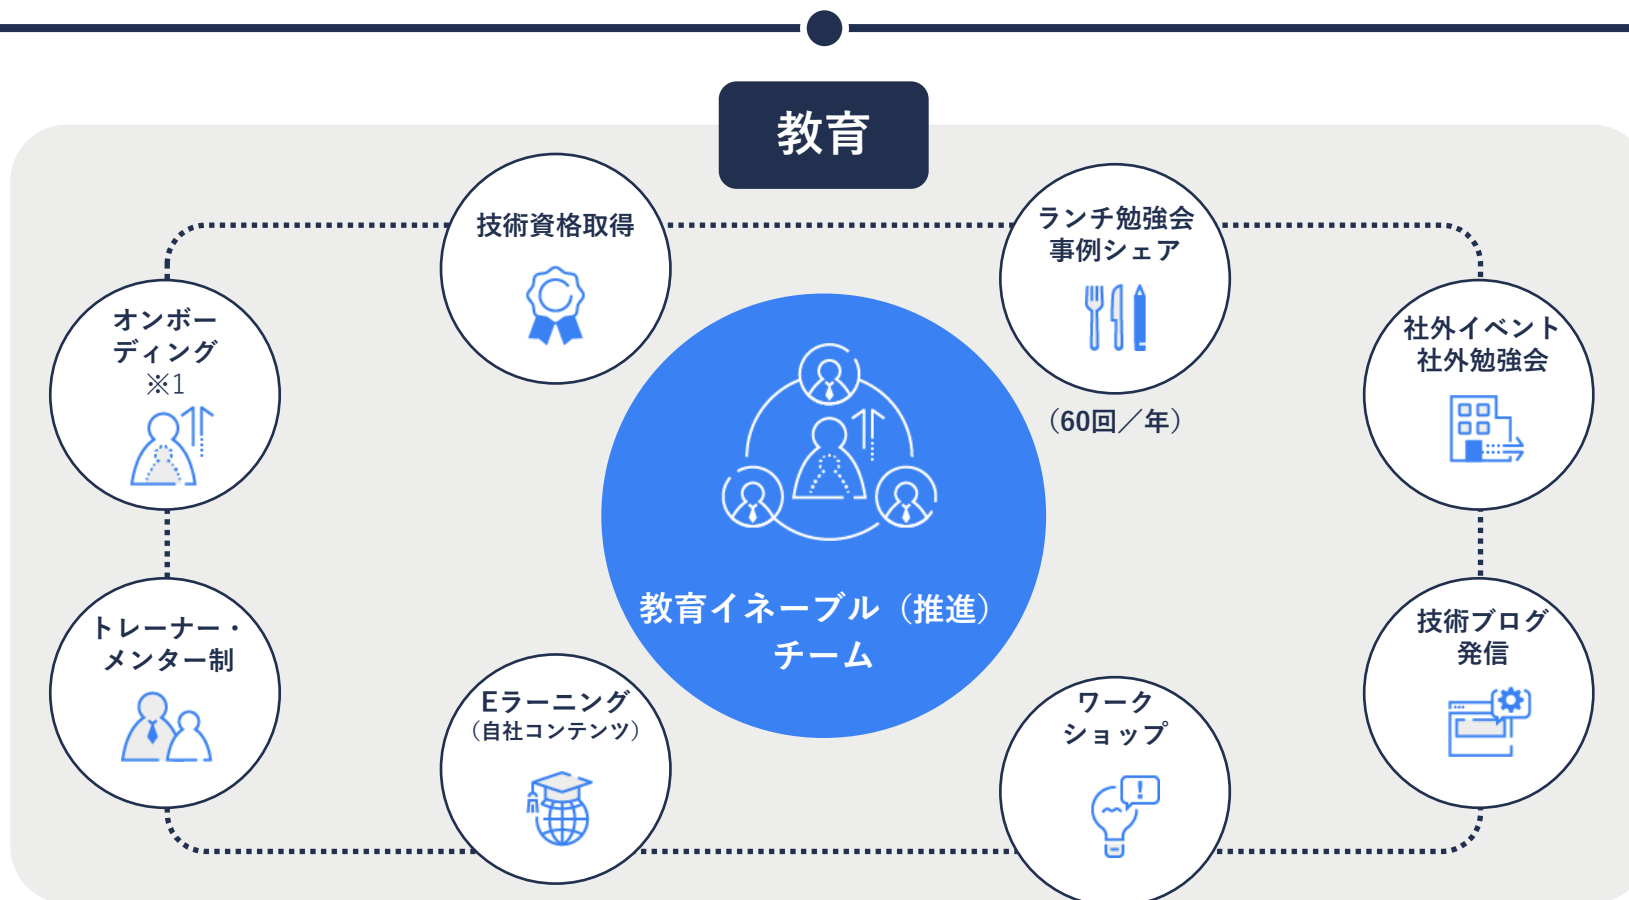 教育
技術資格取得
ランチ勉強会
事例シェア
(60回／年)
オンボー
ディング
※1
社外イベント
社外勉強会
教育イネーブル（推進）
チーム
トレーナー・
メンター制
技術ブログ
発信
Eラーニング
（自社コンテンツ）
ワーク
ショップ
!